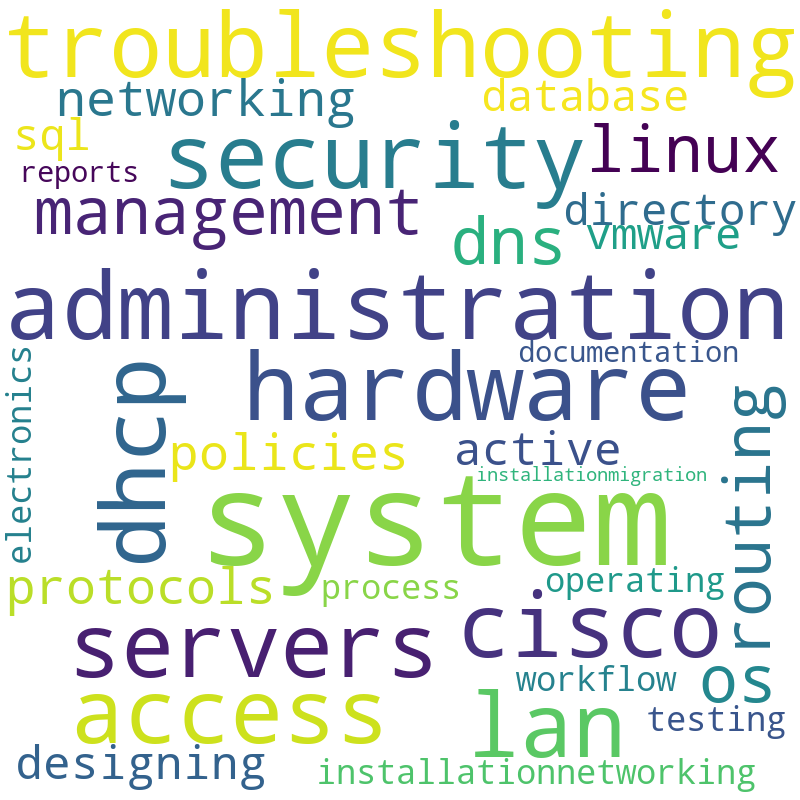 troubleshooting
networking
database
sql
security
linux
reports
management
directory
dns
vmware
administration
documentation
hardware
electronics
dhcp
routing
policies
active
installationmigration
system
protocols
process
operating
cisco
servers
workflow
os
access
lan
testing
designing
installationnetworking